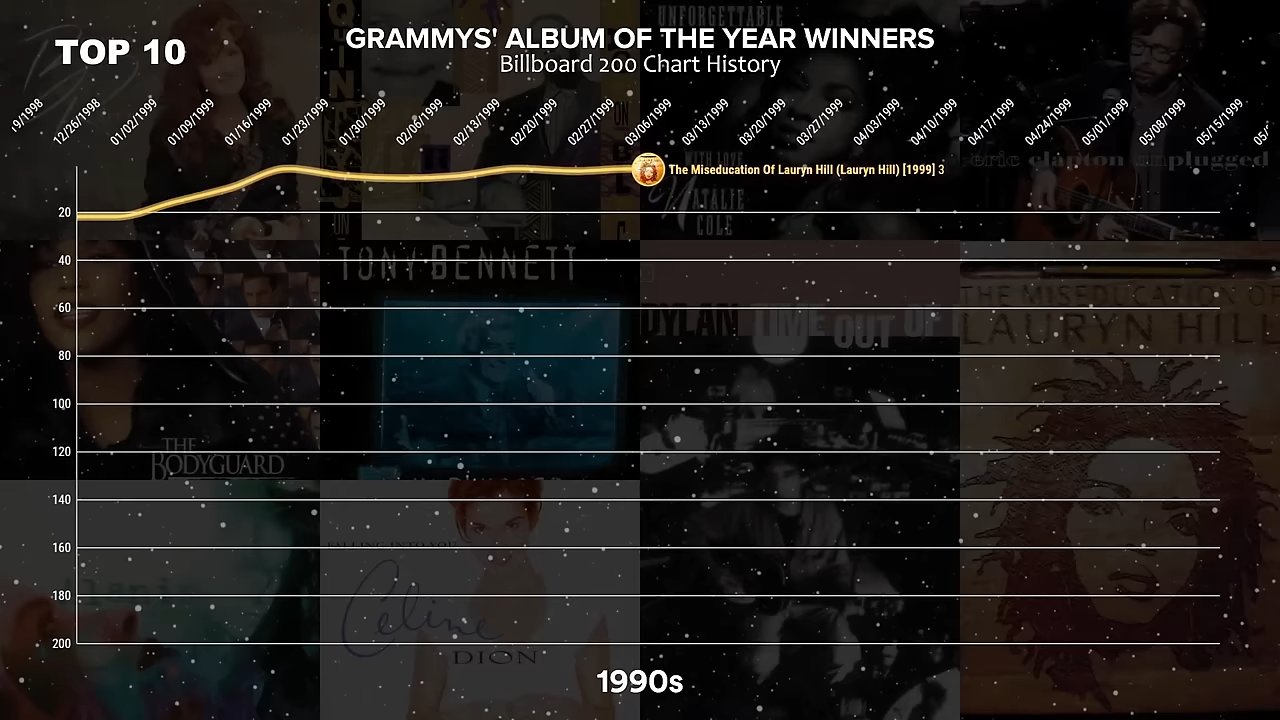 TOP 10
GRAMMYS' ALBUM OF THE YEAR WINNERS
Billboard 200 Chart History
9/1998
12/26/1998
01/02/1999
01/09/1999
01/16/1999
01/23/1999
01/30/1999
02/06/1999
02/13/1999
02/20/1999
02/27/1999
03/06/1999
03/13/1999
03/20/1999
03/27/1999
04/03/1999
04/10/1999
04/17/1999
04/24/1999
05/01/1999
05/08/1999
05/15/1999
05/
The Miseducation Of Lauryn Hill (Lauryn Hill) [1999] 3
20
40
60
80
100
120
140
160
180
200
1990s
UNFORGETTABLE
WITH LOVE
NATALIE
COLE
eric clapton unplugged
TONY BENNETT
DYLAN TIME OUT OF
THE MISEDUCATION OF
LAURYN HILL
THE
BODYGUARD
FALLING INTO YOU
Celine
DION